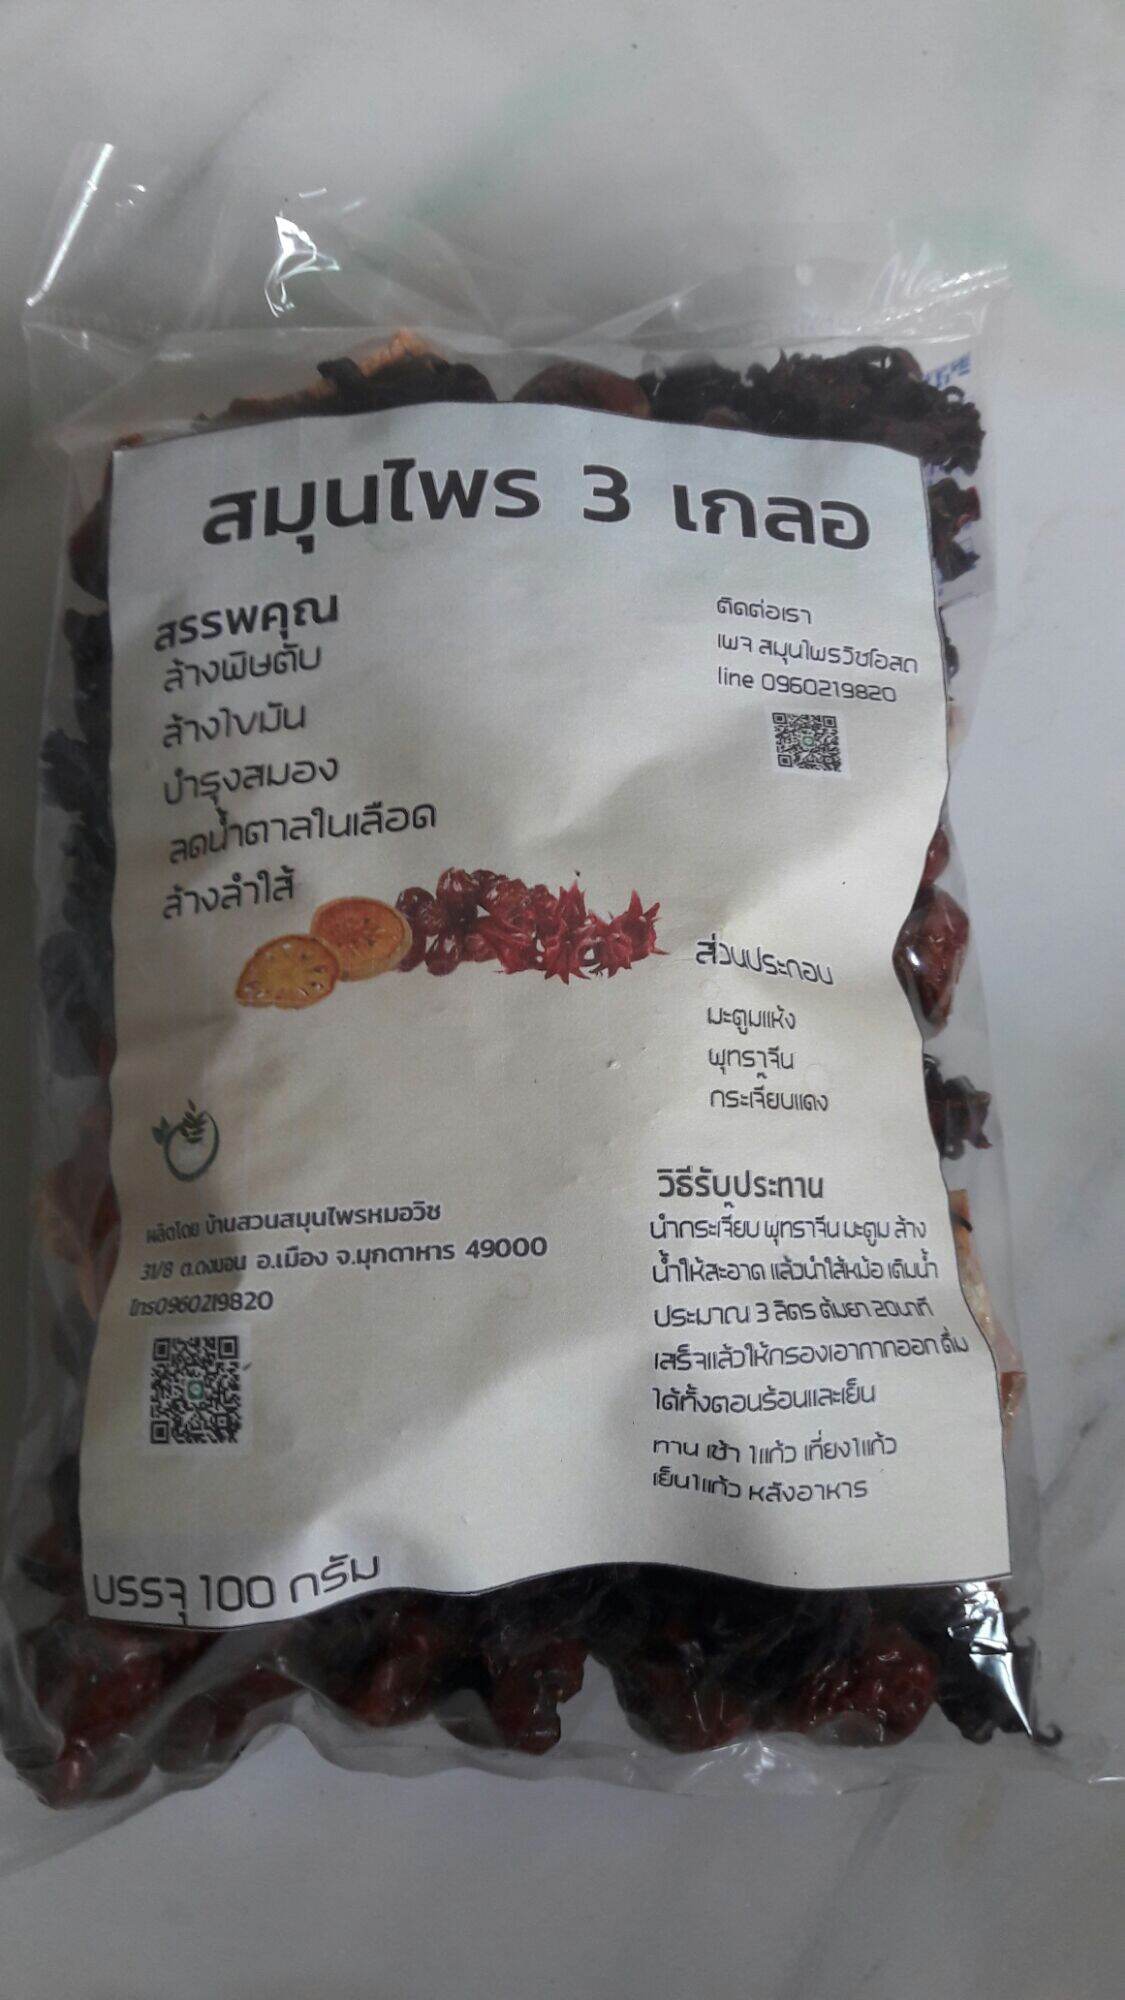 สมุนไพร 3 เกลอ
สรรพคุณ
ล้างพิษตับ
ล้างไขมัน
บำรุงสมอง
ลดน้ำตาลในเลือด
ล้างลำใส้
ติดต่อเรา
เพจ สมุนไพรวิชโอสถ
line 0960219820
ส่วนประกอบ
มะตูมแห้ง
พุทราจีน
กระเจี๊ยบแดง
ผลิตโดย บ้านสวนสมุนไพรหมอวิช
31/8 ต.ดงมอน อ.เมือง จ.มุกดาหาร 49000
โทร0960219820
วิธีรับประทาน
นำกระเจี๊ยบ พุทราจีน มะตูม ล้าง
น้ำให้สะอาด แล้วนำใส้หม้อ เติมน้ำ
ประมาณ 3 ลิตร ต้มยา 20นาที
เสร็จแล้วให้กรองเอากากออก ดื่ม
ได้ทั้งตอนร้อนและเย็น
ทาน เช้า 1แก้ว เที่ยง1แก้ว
เย็น1แก้ว หลังอาหาร
บรรจุ 100 กรัม